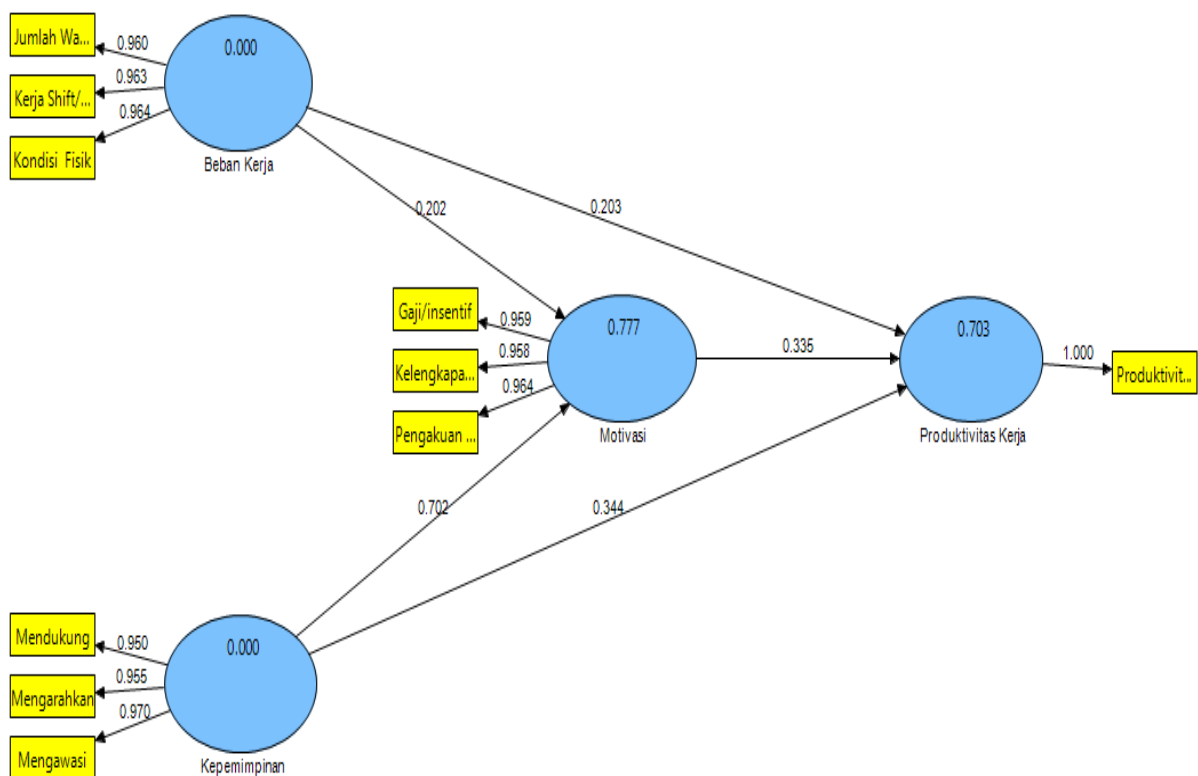 Jumlah Wa...
0.960
0.000
Kerja Shift/...
0.963
Kondisi Fisik
0.964
Beban Kerja
0.202
0.203
Gaji/insentif
0.959
0.777
Kelengkapa...
0.958
Pengakuan ...
0.964
Motivasi
0.335
0.703
1.000
Produktivit...
Produktivitas Kerja
0.702
0.344
Mendukung
0.950
0.000
Mengarahkan
0.955
Mengawasi
0.970
Kepemimpinan